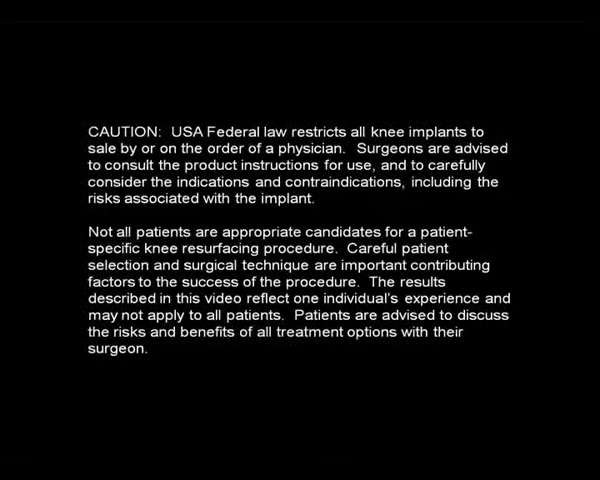 CAUTION:  USA Federal law restricts all knee implants to
sale by or on the order of a physician.  Surgeons are advised
to consult the product instructions for use, and to carefully
consider the indications and contraindications, including the
risks associated with the implant.

Not all patients are appropriate candidates for a patient-
specific knee resurfacing procedure.  Careful patient
selection and surgical technique are important contributing
factors to the success of the procedure.  The results
described in this video reflect one individual's experience and
may not apply to all patients.  Patients are advised to discuss
the risks and benefits of all treatment options with their
surgeon.